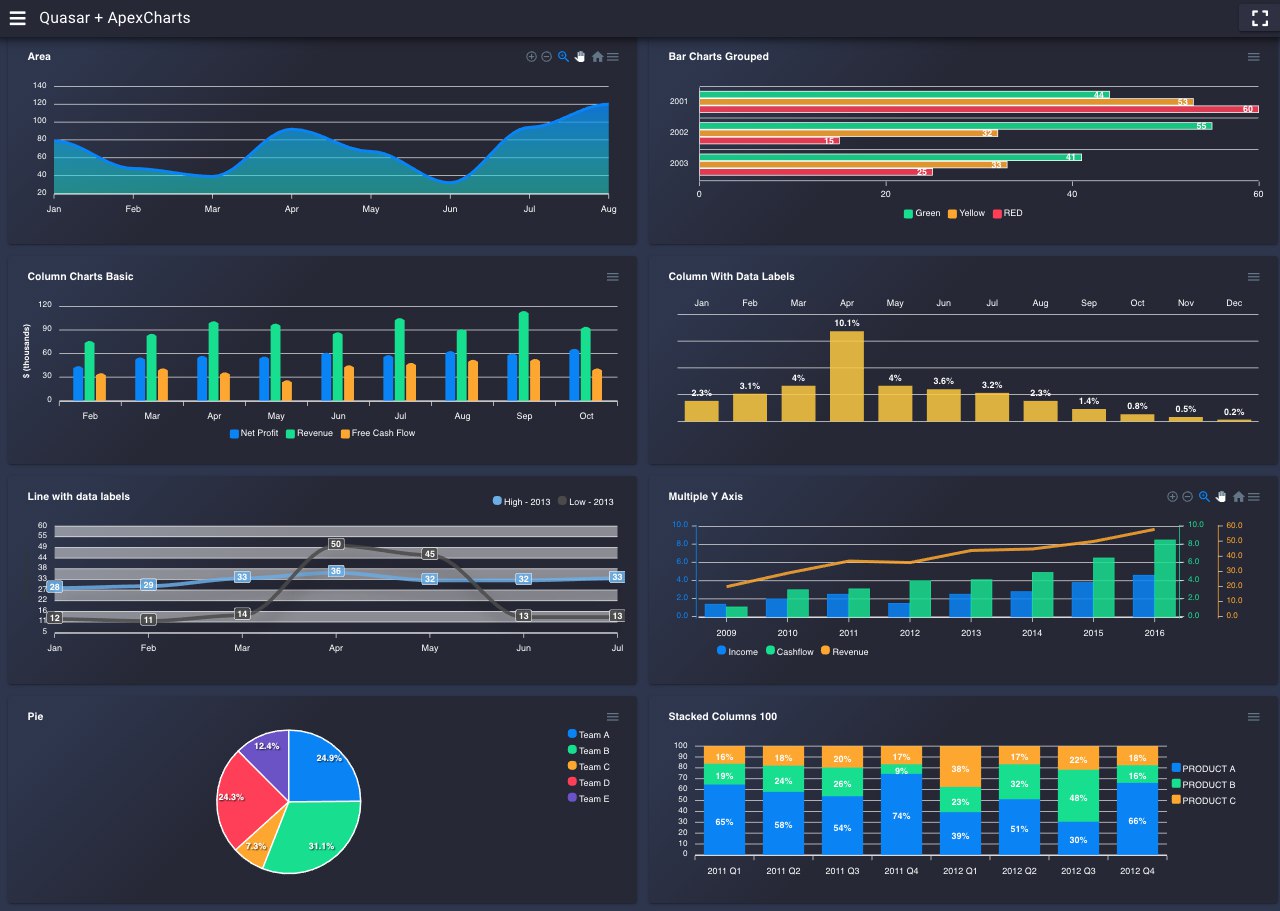 Quasar + ApexCharts
Area
140
120
100
80
60
40
20
Jan Feb Mar Apr May Jun Jul Aug
Bar Charts Grouped
2001
44
53
60
2002
55
32
15
2003
41
33
25
0 20 40 60
Green Yellow RED
Column Charts Basic
$ (thousands)
120
90
60
30
0
Feb Mar Apr May Jun Jul Aug Sep Oct
Net Profit Revenue Free Cash Flow
Column With Data Labels
Jan Feb Mar Apr May Jun Jul Aug Sep Oct Nov Dec
2.3% 3.1% 4% 10.1% 4% 3.6% 3.2% 2.3% 1.4% 0.8% 0.5% 0.2%
Line with data labels
High - 2013 Low - 2013
60
55
49
44
38
33
27
22
16
11
5
28 29 33 36 32 32 33
12 11 14 50 45 13 13
Jan Feb Mar Apr May Jun Jul
Multiple Y Axis
10.0 10.0 60.0
8.0 8.0 50.0
6.0 6.0 40.0
4.0 4.0 30.0
2.0 2.0 20.0
0.0 0.0 10.0
0.0
2009 2010 2011 2012 2013 2014 2015 2016
Income Cashflow Revenue
Pie
12.4%
24.9%
24.3%
7.3%
31.1%
Team A
Team B
Team C
Team D
Team E
Stacked Columns 100
100
90
80
70
60
50
40
30
20
10
0
16% 18% 20% 17% 38% 17% 22% 18%
19% 24% 26% 9% 23% 32% 48% 16%
65% 58% 54% 74% 39% 51% 30% 66%
2011 Q1 2011 Q2 2011 Q3 2011 Q4 2012 Q1 2012 Q2 2012 Q3 2012 Q4
PRODUCT A
PRODUCT B
PRODUCT C